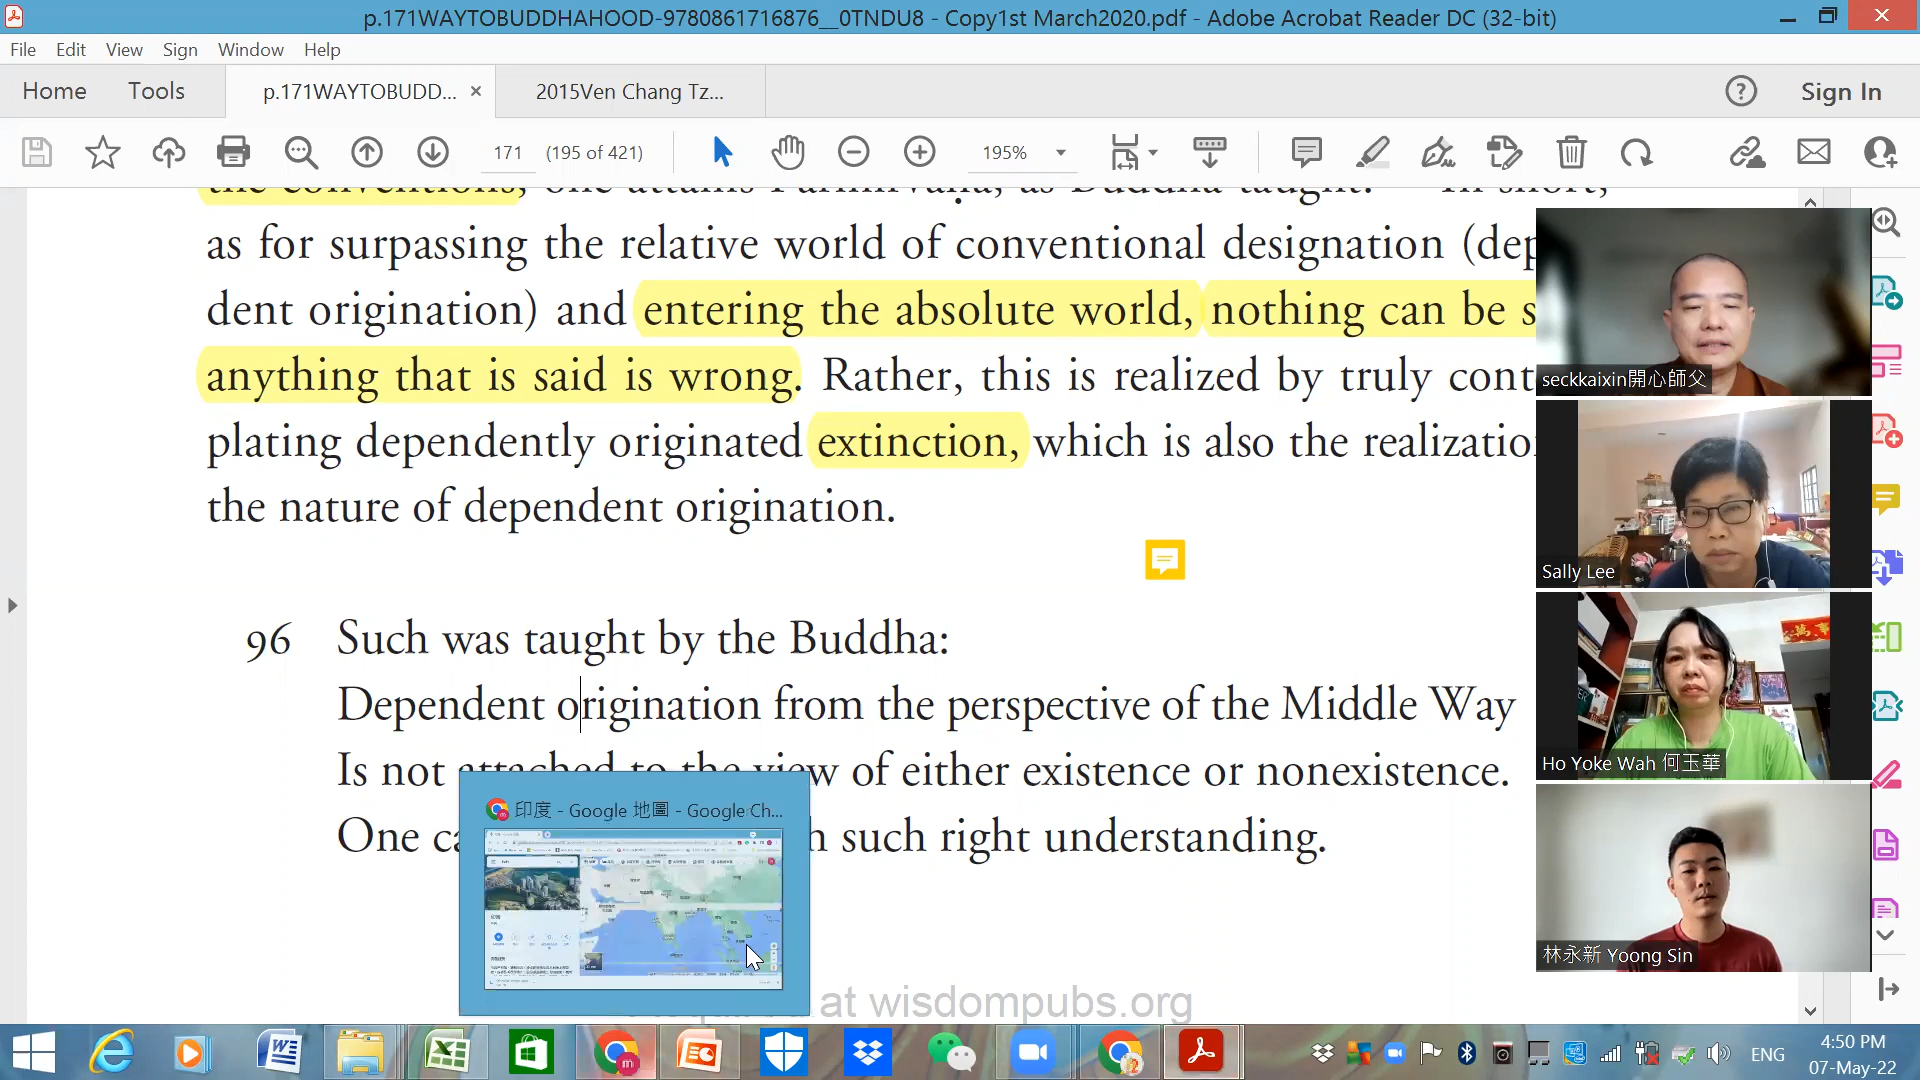 p.171WAYTOBUDDHAHOOD-9780861716876__0TNDU8 - Copy1st March2020.pdf - Adobe Acrobat Reader DC (32-bit)
File Edit View Sign Window Help
Home Tools p.171WAYTOBUDD... × 2015Ven Chang Tz... Sign In
171 (195 of 421) 195%
the conventions, one attains Parinirvāṇa, as Buddha taught. In short,
as for surpassing the relative world of conventional designation (dep
dent origination) and entering the absolute world, nothing can be s
anything that is said is wrong. Rather, this is realized by truly cont
plating dependently originated extinction, which is also the realizatio
the nature of dependent origination.
96 Such was taught by the Buddha:
Dependent origination from the perspective of the Middle Way
Is not attached to the view of either existence or nonexistence.
One ca such right understanding.
印度 - Google 地圖 - Google Ch...
at wisdompubs.org
seckkaixin開心師父
Sally Lee
Ho Yoke Wah 何玉華
林永新 Yoong Sin
ENG
4:50 PM
07-May-22